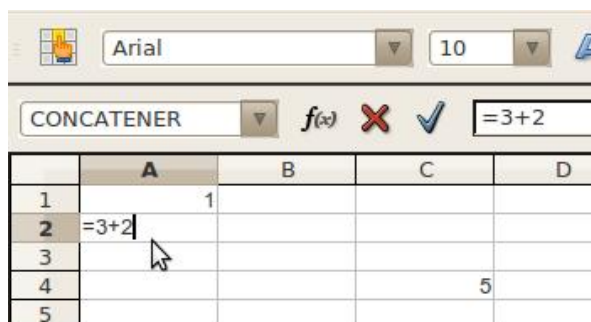 Arial 10
CONCATENER f(x) =3+2
A B C D
1 1
2 =3+2
3
4 5
5